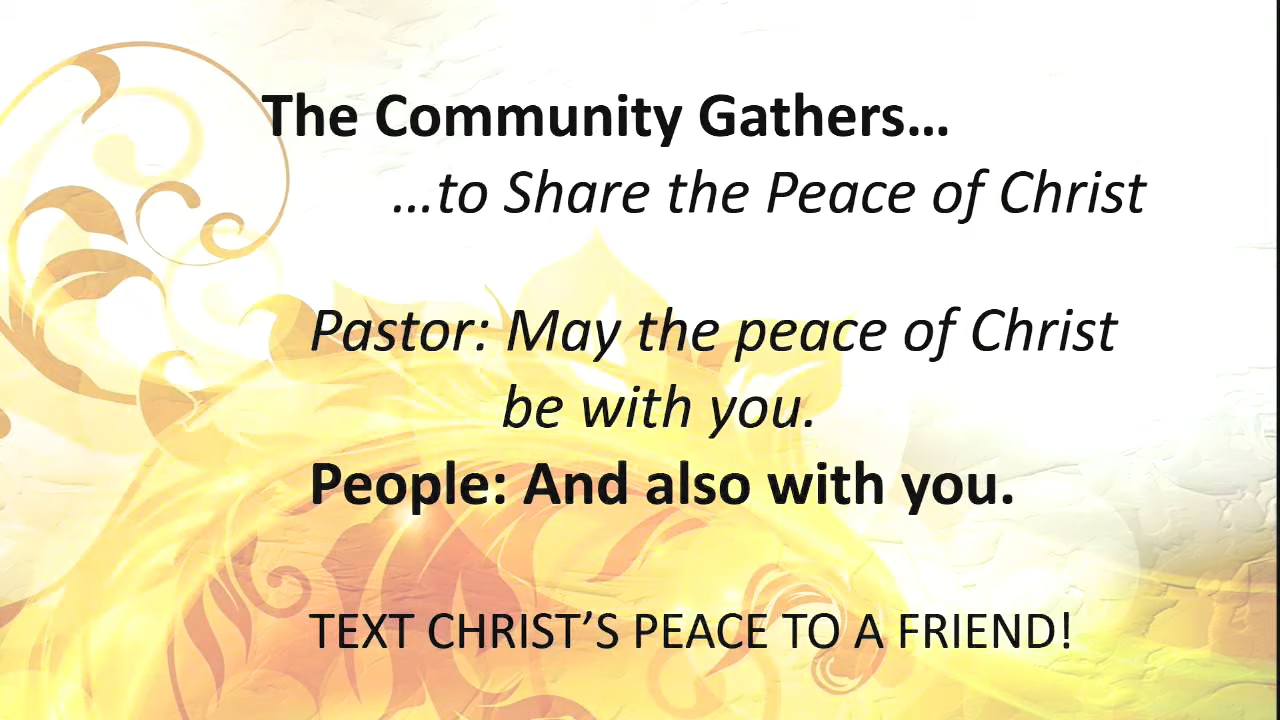 The Community Gathers…
…to Share the Peace of Christ
Pastor: May the peace of Christ
be with you.
People: And also with you.
TEXT CHRIST’S PEACE TO A FRIEND!